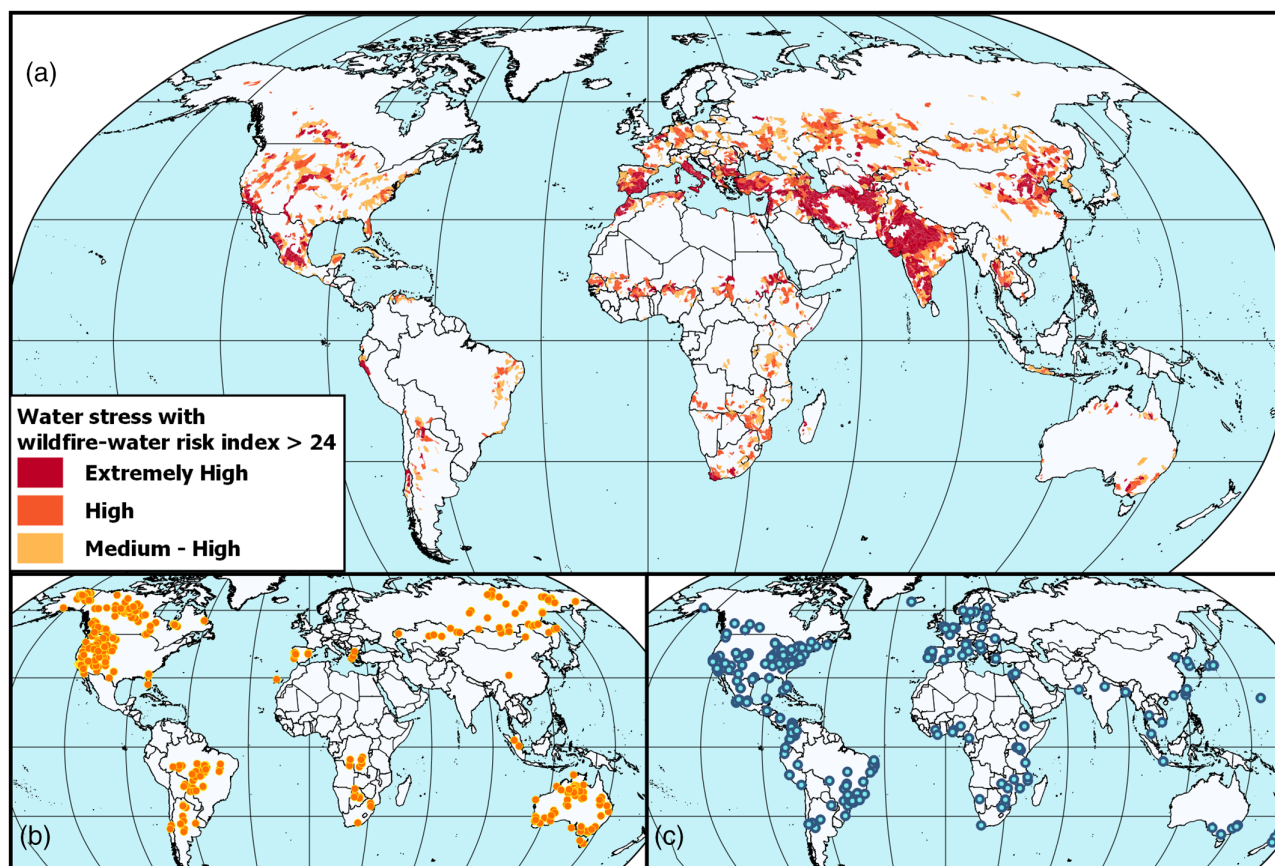 (a)
Water stress with
wildfire-water risk index > 24
Extremely High
High
Medium - High
(b)
(c)